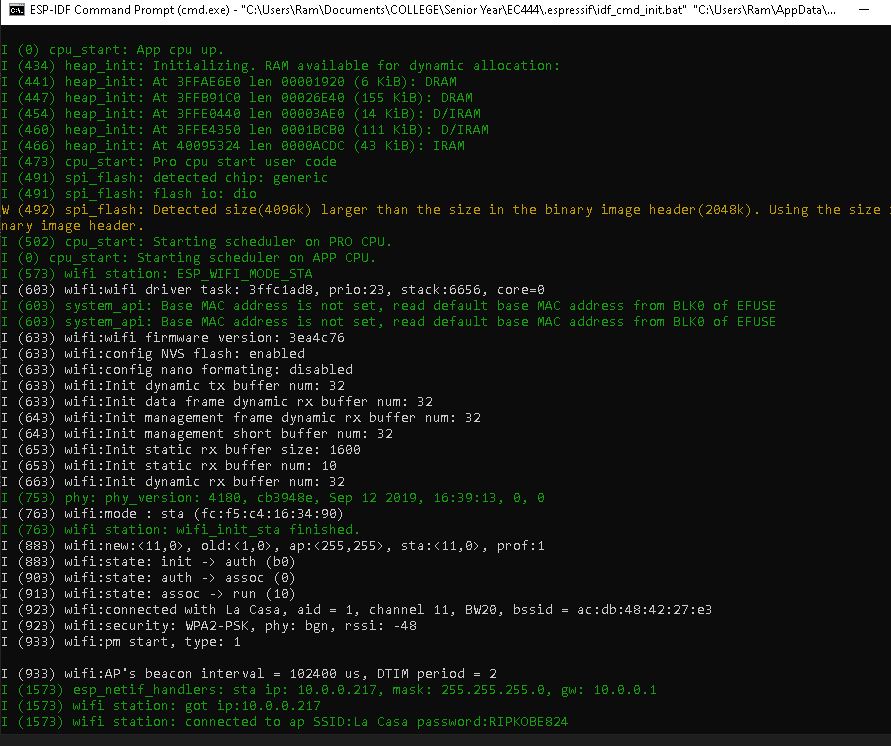 ESP-IDF Command Prompt (cmd.exe) - "C:\Users\Ram\Documents\COLLEGE\Senior Year\EC444\.espressif\idf_cmd_init.bat" "C:\Users\Ram\AppData\...
I (0) cpu_start: App cpu up.
I (434) heap_init: Initializing. RAM available for dynamic allocation:
I (441) heap_init: At 3FFAE6E0 len 00001920 (6 KiB): DRAM
I (447) heap_init: At 3FFB91C0 len 00026E40 (155 KiB): DRAM
I (454) heap_init: At 3FFE0440 len 00003AE0 (14 KiB): D/IRAM
I (460) heap_init: At 3FFE4350 len 0001BCB0 (111 KiB): D/IRAM
I (466) heap_init: At 40095324 len 0000ACDC (43 KiB): IRAM
I (473) cpu_start: Pro cpu start user code
I (491) spi_flash: detected chip: generic
I (491) spi_flash: flash io: dio
W (492) spi_flash: Detected size(4096k) larger than the size in the binary image header(2048k). Using the size
nary image header.
I (502) cpu_start: Starting scheduler on PRO CPU.
I (0) cpu_start: Starting scheduler on APP CPU.
I (573) wifi station: ESP_WIFI_MODE_STA
I (603) wifi:wifi driver task: 3ffc1ad8, prio:23, stack:6656, core=0
I (603) system_api: Base MAC address is not set, read default base MAC address from BLK0 of EFUSE
I (603) system_api: Base MAC address is not set, read default base MAC address from BLK0 of EFUSE
I (633) wifi:wifi firmware version: 3ea4c76
I (633) wifi:config NVS flash: enabled
I (633) wifi:config nano formating: disabled
I (633) wifi:Init dynamic tx buffer num: 32
I (633) wifi:Init data frame dynamic rx buffer num: 32
I (643) wifi:Init management frame dynamic rx buffer num: 32
I (643) wifi:Init management short buffer num: 32
I (653) wifi:Init static rx buffer size: 1600
I (653) wifi:Init static rx buffer num: 10
I (663) wifi:Init dynamic rx buffer num: 32
I (753) phy: phy_version: 4180, cb3948e, Sep 12 2019, 16:39:13, 0, 0
I (763) wifi:mode : sta (fc:f5:c4:16:34:90)
I (763) wifi station: wifi_init_sta finished.
I (883) wifi:new:<11,0>, old:<1,0>, ap:<255,255>, sta:<11,0>, prof:1
I (883) wifi:state: init -> auth (b0)
I (903) wifi:state: auth -> assoc (0)
I (913) wifi:state: assoc -> run (10)
I (923) wifi:connected with La Casa, aid = 1, channel 11, BW20, bssid = ac:db:48:42:27:e3
I (923) wifi:security: WPA2-PSK, phy: bgn, rssi: -48
I (933) wifi:pm start, type: 1
I (933) wifi:AP's beacon interval = 102400 us, DTIM period = 2
I (1573) esp_netif_handlers: sta ip: 10.0.0.217, mask: 255.255.255.0, gw: 10.0.0.1
I (1573) wifi station: got ip:10.0.0.217
I (1573) wifi station: connected to ap SSID:La Casa password:RIPKOBE824